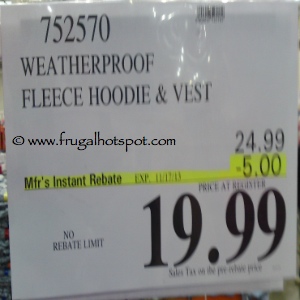 752570
WEATHERPROOF
FLEECE HOODIE & VEST
www.frugalhotspot.com
24.99
-5.00
Mfr's Instant Rebate EXP. 11/17/13
PRICE AT REGISTER
19.99
NO
REBATE LIMIT
Sales Tax on the pre-rebate price